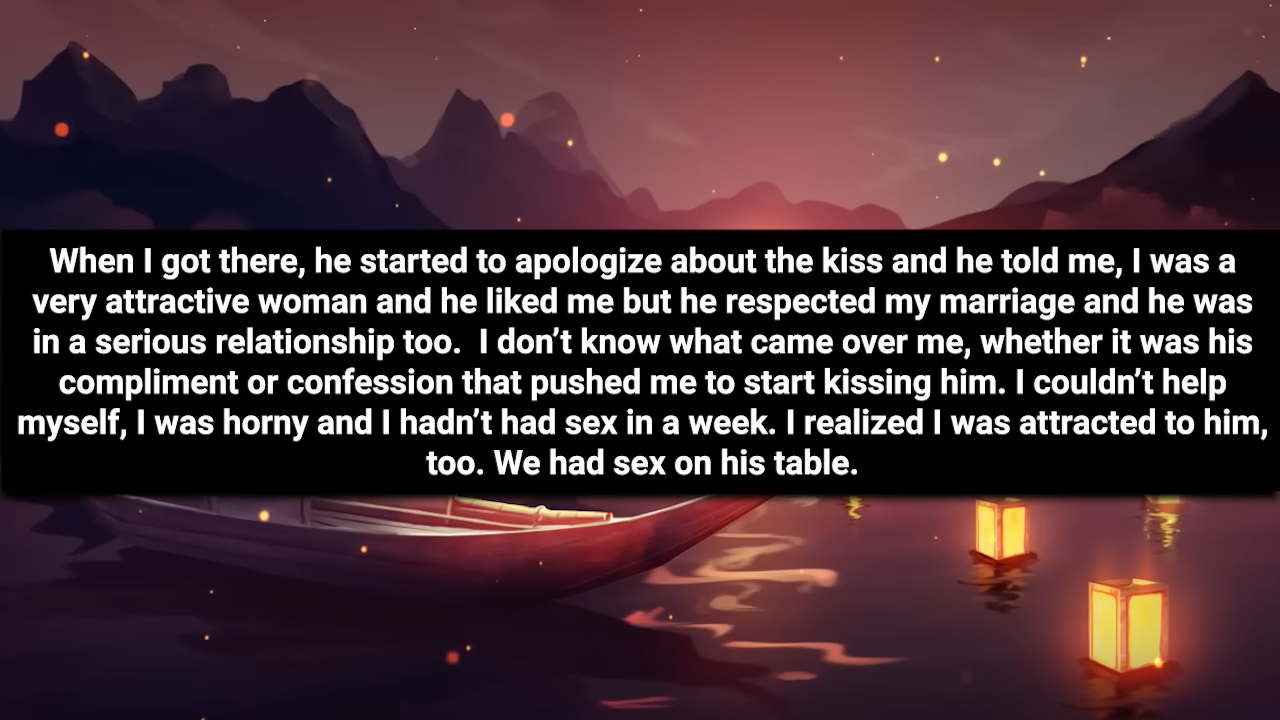 When I got there, he started to apologize about the kiss and he told me, I was a
very attractive woman and he liked me but he respected my marriage and he was
in a serious relationship too.  I don’t know what came over me, whether it was his
compliment or confession that pushed me to start kissing him. I couldn’t help
myself, I was horny and I hadn’t had sex in a week. I realized I was attracted to him,
too. We had sex on his table.